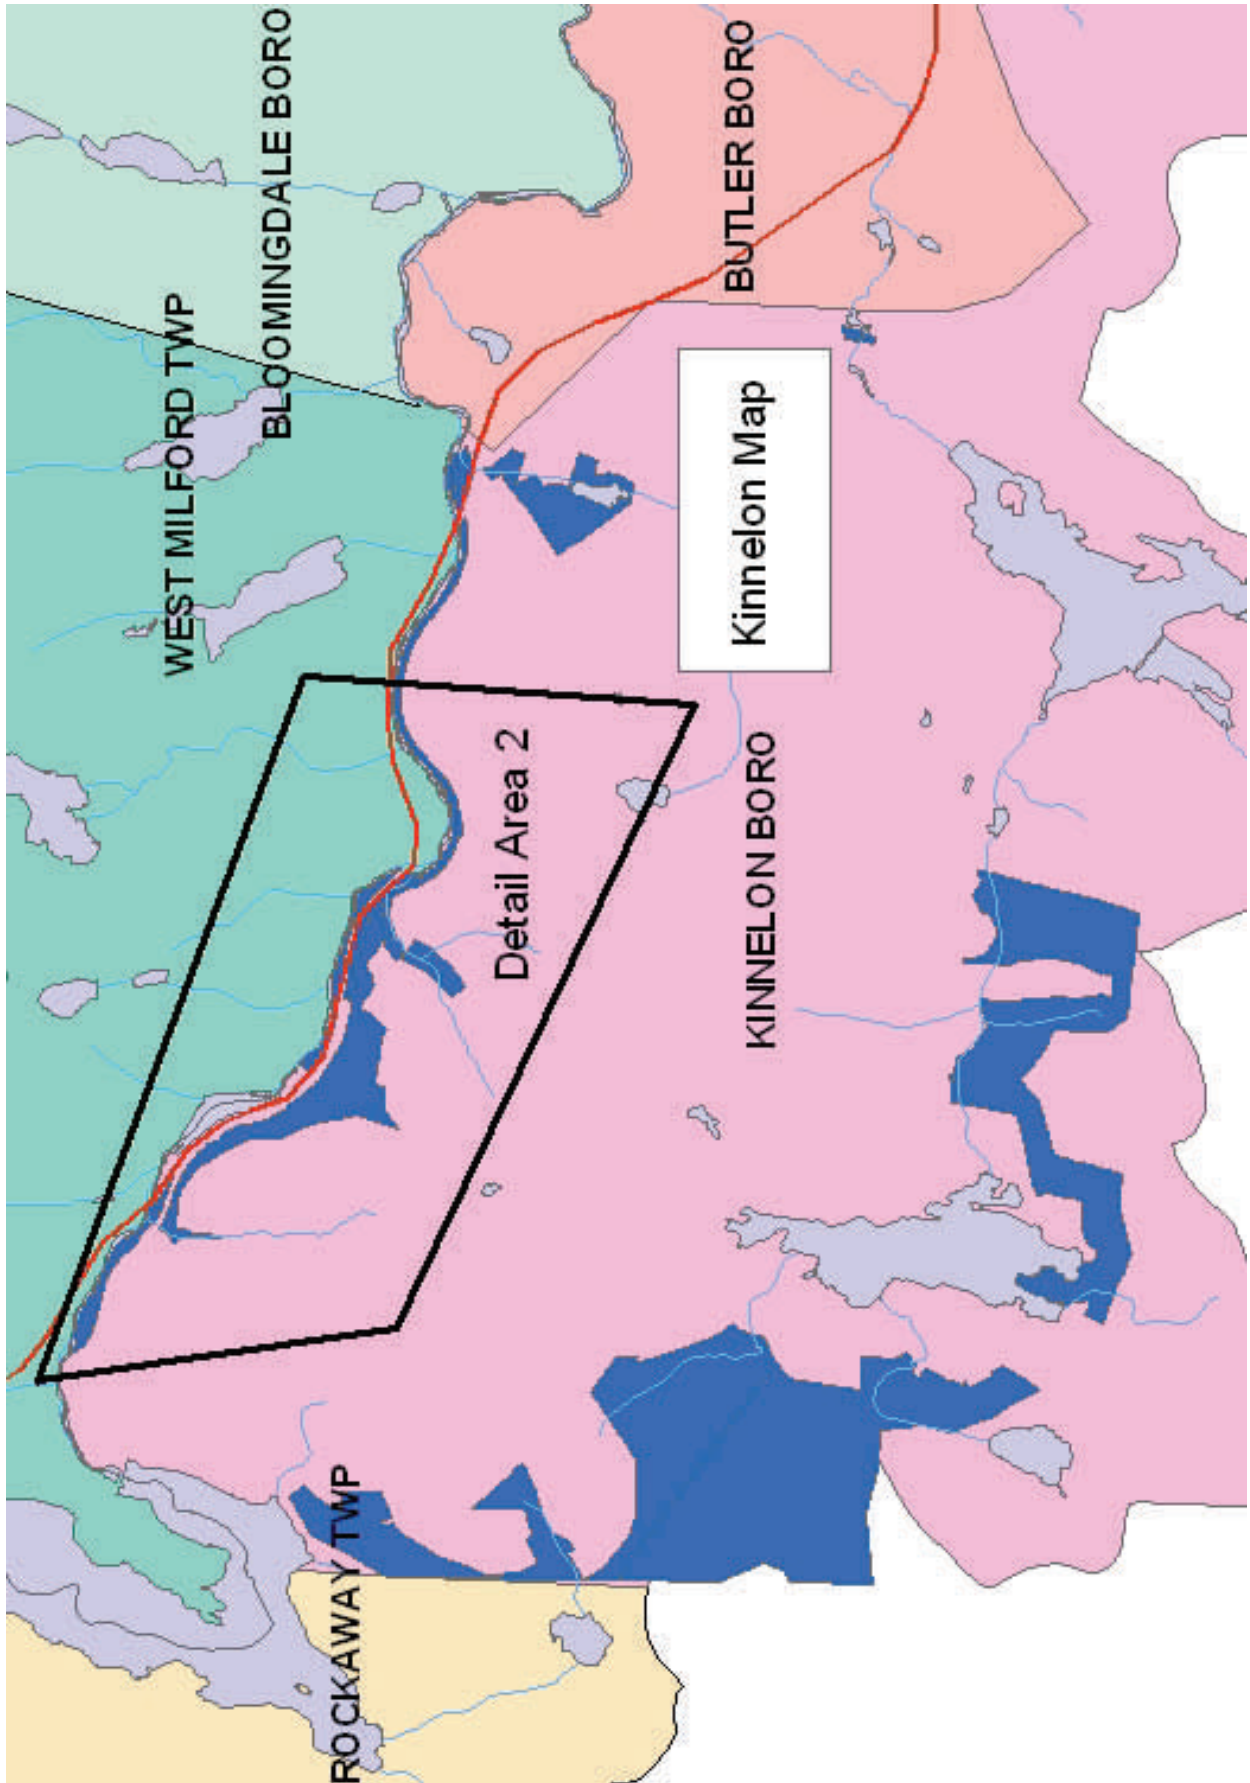 WEST MILFORD TWP
BLOOMINGDALE BORO
ROCKAWAY TWP
Detail Area 2
BUTLER BORO
Kinnelon Map
KINNELON BORO